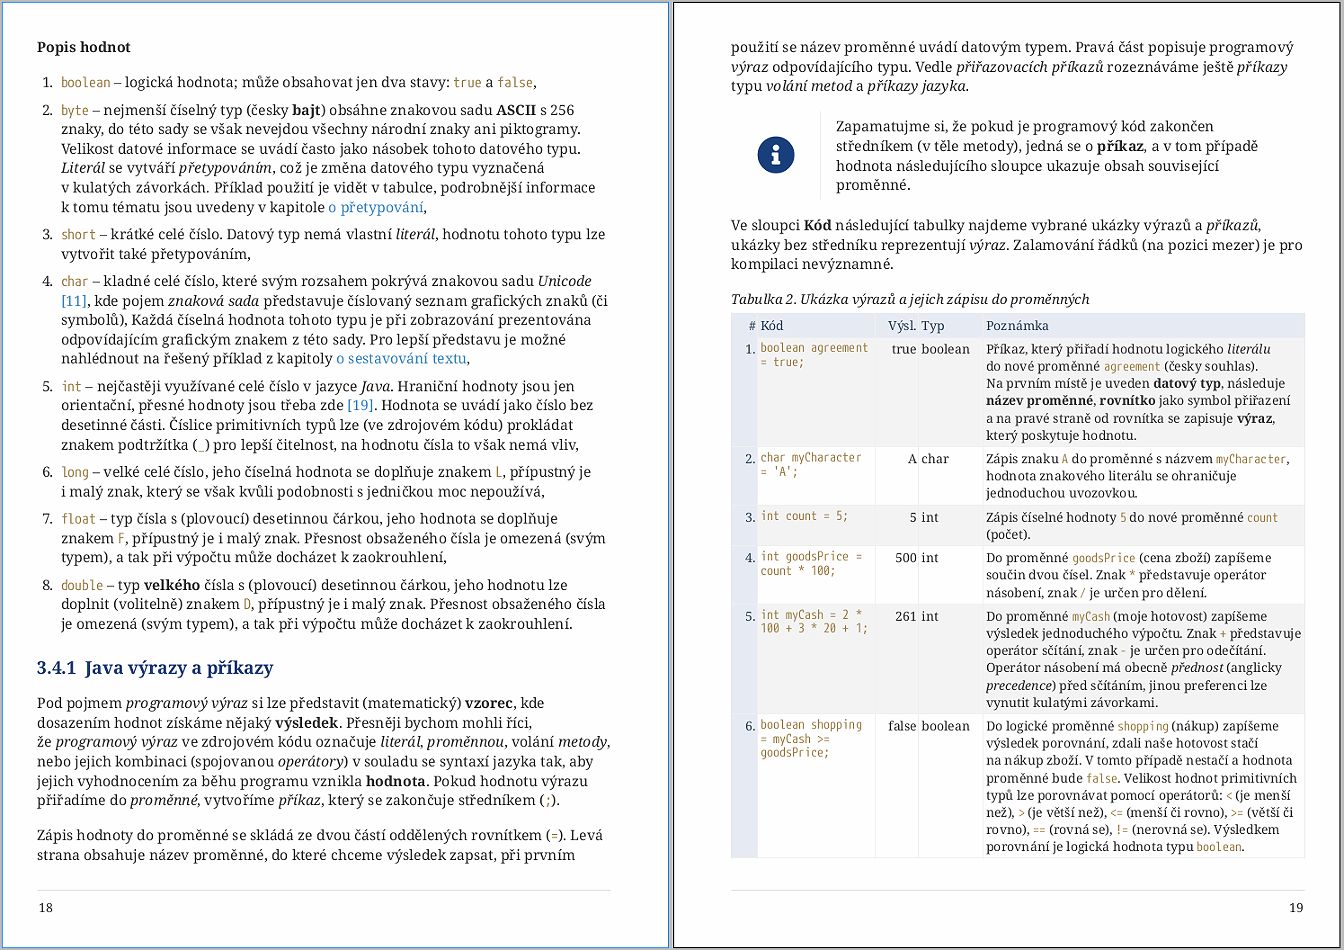 Popis hodnot
1. boolean – logická hodnota; může obsahovat jen dva stavy: true a false,
2. byte – nejmenší číselný typ (česky bajt) obsáhne znakovou sadu ASCII s 256
znaky, do této sady se však nevejdou všechny národní znaky ani piktogramy.
Velikost datové informace se uvádí často jako násobek tohoto datového typu.
Literál se vytváří přetypováním, což je změna datového typu vyznačená
v kulatých závorkách. Příklad použití je vidět v tabulce, podrobnější informace
k tomu tématu jsou uvedeny v kapitole o přetypování,
3. short – krátké celé číslo. Datový typ nemá vlastní literál, hodnotu tohoto typu lze
vytvořit také přetypováním,
4. char – kladné celé číslo, které svým rozsahem pokrývá znakovou sadu Unicode
[11], kde pojem znaková sada představuje číslovaný seznam grafických znaků (či
symbolů), Každá číselná hodnota tohoto typu je při zobrazování prezentována
odpovídajícím grafickým znakem z této sady. Pro lepší představu je možné
nahlédnout na řešený příklad z kapitoly o sestavování textu,
5. int – nejčastěji využívané celé číslo v jazyce Java. Hraniční hodnoty jsou jen
orientační, přesné hodnoty jsou třeba zde [19]. Hodnota se uvádí jako číslo bez
desetinné části. Číslice primitivních typů lze (ve zdrojovém kódu) prokládat
znakem podtržítka (_) pro lepší čitelnost, na hodnotu čísla to však nemá vliv,
6. long – velké celé číslo, jeho číselná hodnota se doplňuje znakem L, přípustný je
i malý znak, který se však kvůli podobnosti s jedničkou moc nepoužívá,
7. float – typ čísla s (plovoucí) desetinnou čárkou, jeho hodnota se doplňuje
znakem F, přípustný je i malý znak. Přesnost obsaženého čísla je omezená (svým
typem), a tak při výpočtu může docházet k zaokrouhlení,
8. double – typ velkého čísla s (plovoucí) desetinnou čárkou, jeho hodnotu lze
doplnit (volitelně) znakem D, přípustný je i malý znak. Přesnost obsaženého čísla
je omezená (svým typem), a tak při výpočtu může docházet k zaokrouhlení.
3.4.1 Java výrazy a příkazy
Pod pojmem programový výraz si lze představit (matematický) vzorec, kde
dosazením hodnot získáme nějaký výsledek. Přesněji bychom mohli říci,
že programový výraz ve zdrojovém kódu označuje literál, proměnnou, volání metody,
nebo jejich kombinaci (spojovanou operátory) v souladu se syntaxí jazyka tak, aby
jejich vyhodnocením za běhu programu vznikla hodnota. Pokud hodnotu výrazu
přiřadíme do proměnné, vytvoříme příkaz, který se zakončuje středníkem (;).
Zápis hodnoty do proměnné se skládá ze dvou částí oddělených rovnítkem (=). Levá
strana obsahuje název proměnné, do které chceme výsledek zapsat, při prvním
18
použití se název proměnné uvádí datovým typem. Pravá část popisuje programový
výraz odpovídajícího typu. Vedle přiřazovacích příkazů rozeznáváme ještě příkazy
typu volání metod a příkazy jazyka.
Zapamatujme si, že pokud je programový kód zakončen
středníkem (v těle metody), jedná se o příkaz, a v tom případě
hodnota následujícího sloupce ukazuje obsah související
proměnné.
Ve sloupci Kód následující tabulky najdeme vybrané ukázky výrazů a příkazů,
ukázky bez středníku reprezentují výraz. Zalamování řádků (na pozici mezer) je pro
kompilaci nevýznamné.
Tabulka 2. Ukázka výrazů a jejich zápisu do proměnných
# Kód Výsl. Typ Poznámka
1. boolean agreement true boolean Příkaz, který přiřadí hodnotu logického literálu
= true; do nové proměnné agreement (česky souhlas).
Na prvním místě je uveden datový typ, následuje
název proměnné, rovnítko jako symbol přiřazení
a na pravé straně od rovnítka se zapisuje výraz,
který poskytuje hodnotu.
2. char myCharacter A char Zápis znaku A do proměnné s názvem myCharacter,
= 'A'; hodnota znakového literálu se ohraničuje
jednoduchou uvozovkou.
3. int count = 5; 5 int Zápis číselné hodnoty 5 do nové proměnné count
(počet).
4. int goodsPrice = 500 int Do proměnné goodsPrice (cena zboží) zapíšeme
count * 100; součin dvou čísel. Znak * představuje operátor
násobení, znak / je určen pro dělení.
5. int myCash = 2 * 261 int Do proměnné myCash (moje hotovost) zapíšeme
100 + 3 * 20 + 1; výsledek jednoduchého výpočtu. Znak + představuje
operátor sčítání, znak - je určen pro odečítání.
Operátor násobení má obecně přednost (anglicky
precedence) před sčítáním, jinou preferenci lze
vynutit kulatými závorkami.
6. boolean shopping false boolean Do logické proměnné shopping (nákup) zapíšeme
= myCash >= výsledek porovnání, zdali naše hotovost stačí
goodsPrice; na nákup zboží. V tomto případě nestačí a hodnota
proměnné bude false. Velikost hodnot primitivních
typů lze porovnávat pomocí operátorů: < (je menší
než), > (je větší než), <= (menší či rovno), >= (větší či
rovno), == (rovná se), != (nerovná se). Výsledkem
porovnání je logická hodnota typu boolean.
19